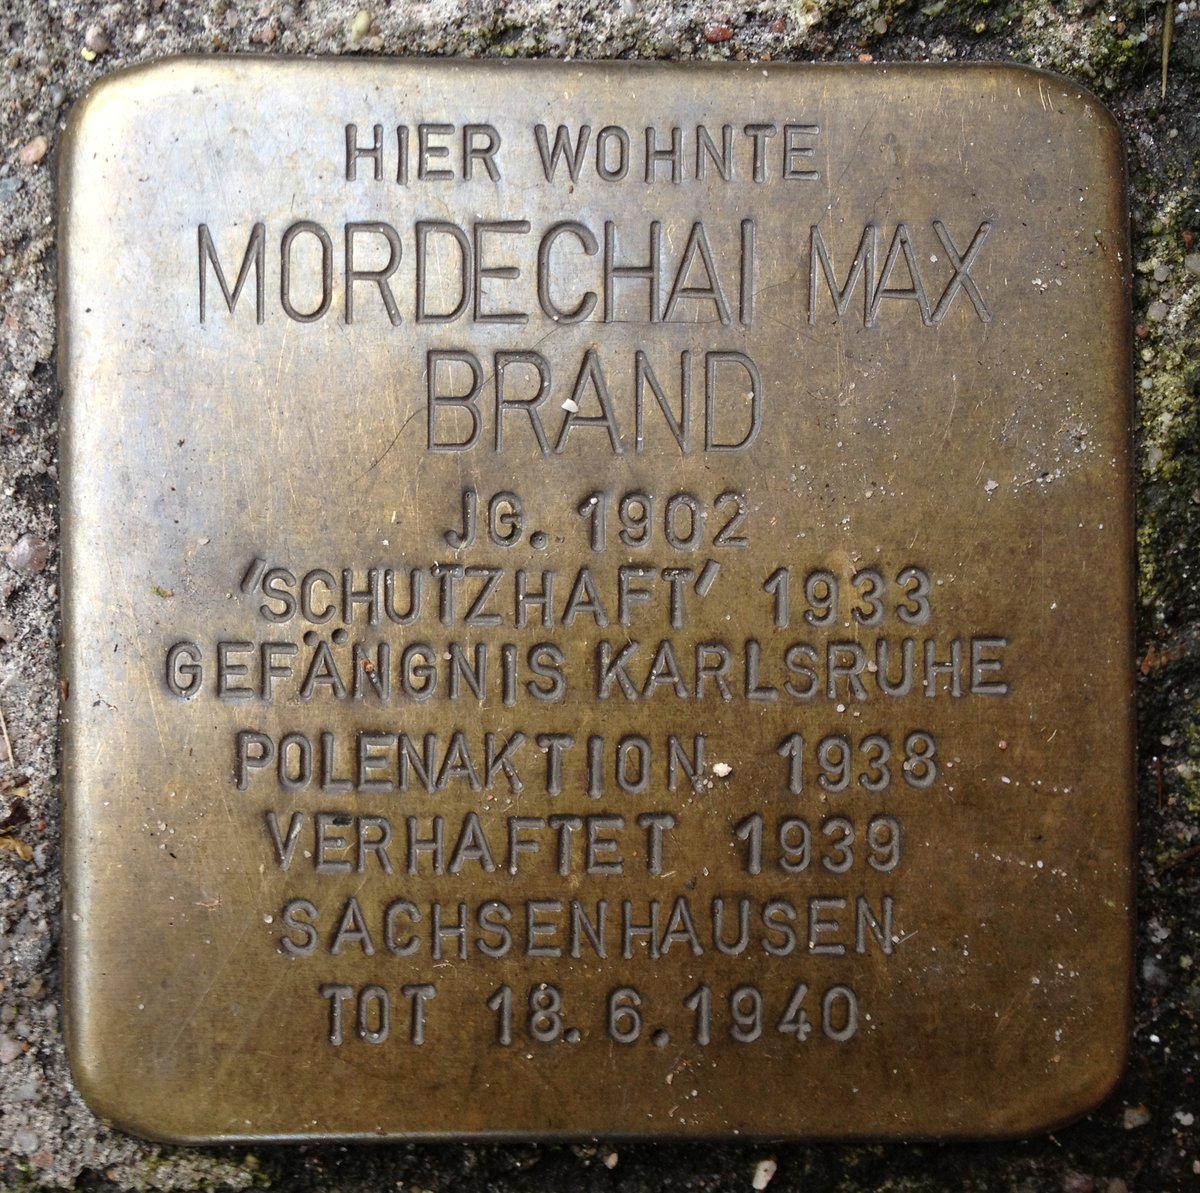 HIER WOHNTE
MORDECHAI MAX
BRAND
JG. 1902
'SCHUTZHAFT' 1933
GEFÄNGNIS KARLSRUHE
POLENAKTION 1938
VERHAFTET 1939
SACHSENHAUSEN
TOT 18.6.1940